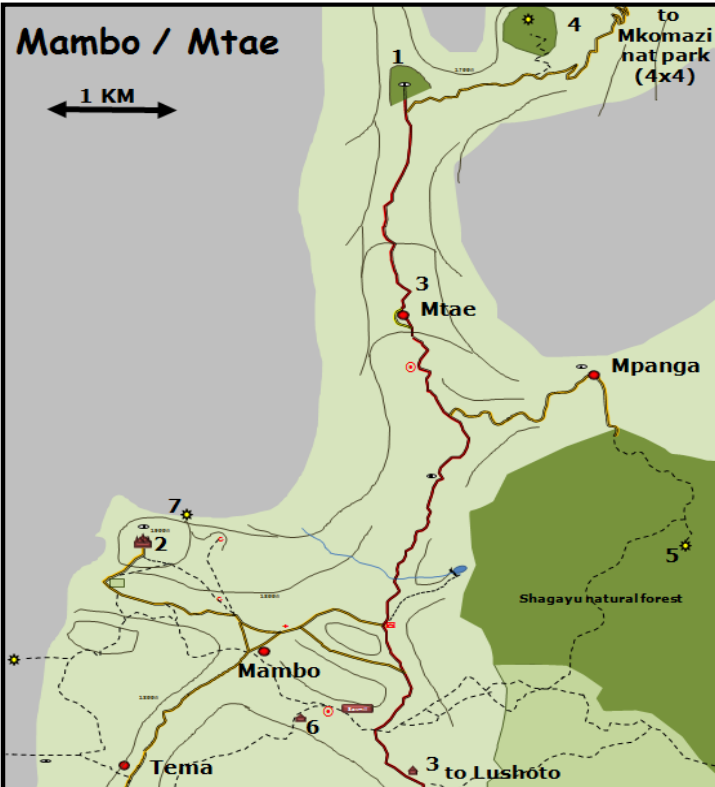 Mambo / Mtae
1 KM
to
Mkomazi
nat park
(4x4)
4
1
3
Mtae
Mpanga
7
2
5
Shagayu natural forest
Mambo
6
Tema
3
to Lushoto